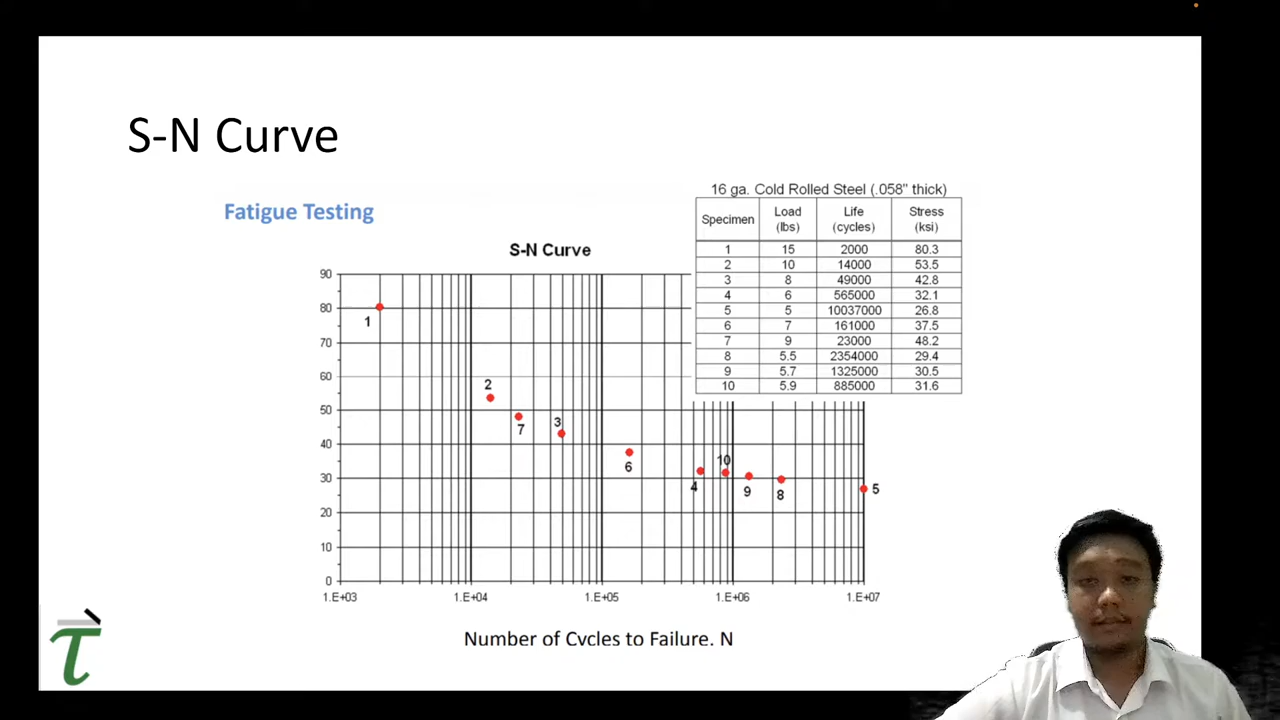 S-N Curve
Fatigue Testing
16 ga. Cold Rolled Steel (.058" thick)
Specimen Load (lbs) Life (cycles) Stress (ksi)
1 15 2000 80.3
2 10 14000 53.5
3 8 49000 42.8
4 6 565000 32.1
5 5 10037000 26.8
6 7 161000 37.5
7 9 23000 48.2
8 5.5 2354000 29.4
9 5.7 1325000 30.5
10 5.9 885000 31.6
S-N Curve
90
80
70
60
50
40
30
20
10
0
1
2
7
3
6
4
10
9
8
5
1.E+03 1.E+04 1.E+05 1.E+06 1.E+07
Number of Cycles to Failure. N
τ